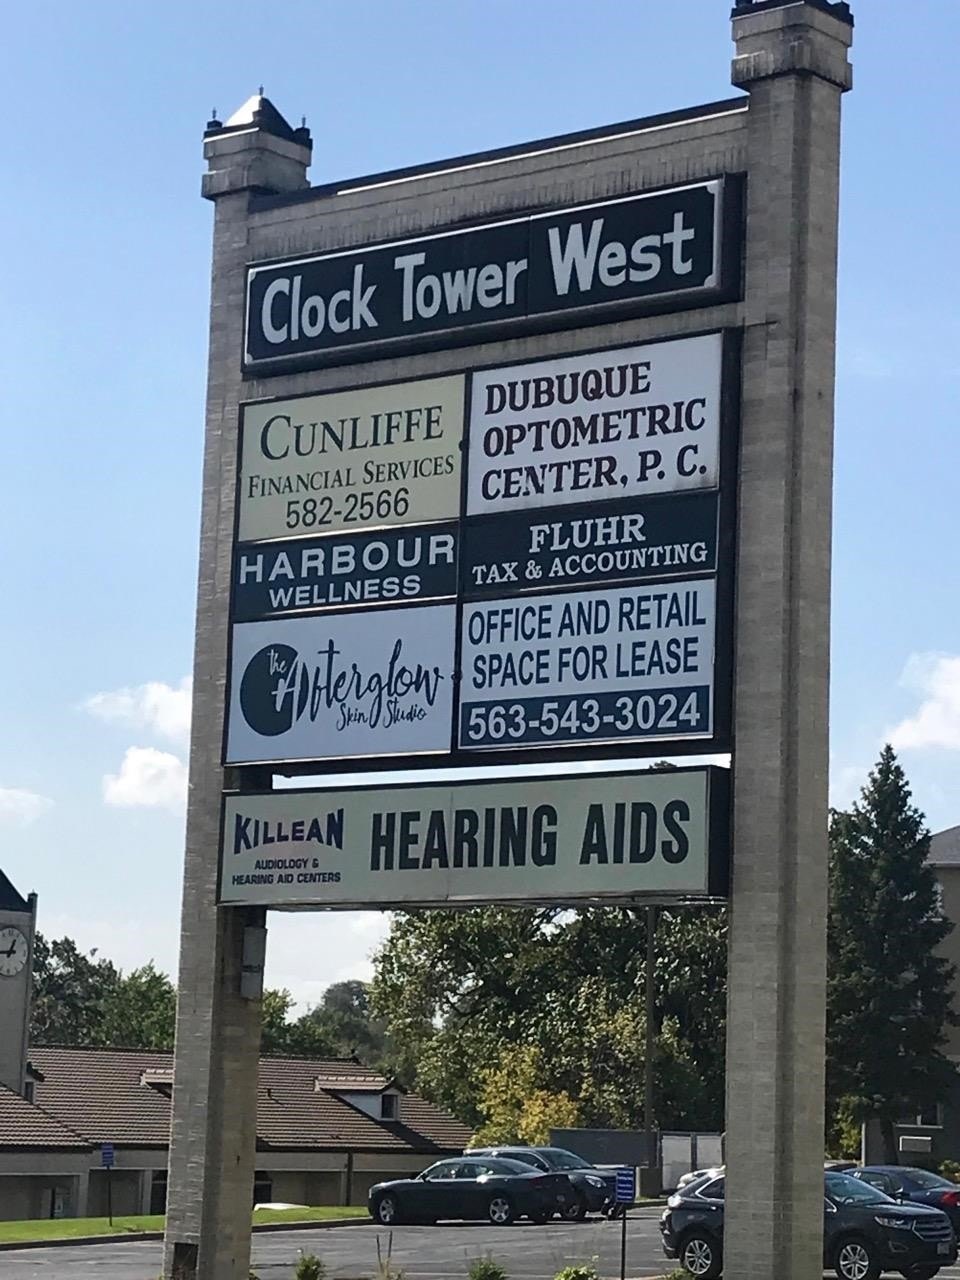 Clock Tower West
CUNLIFFE
FINANCIAL SERVICES
582-2566
DUBUQUE
OPTOMETRIC
CENTER, P. C.
HARBOUR
WELLNESS
FLUHR
TAX & ACCOUNTING
the Afterglow
Skin Studio
OFFICE AND RETAIL
SPACE FOR LEASE
563-543-3024
KILLEAN
AUDIOLOGY &
HEARING AID CENTERS
HEARING AIDS